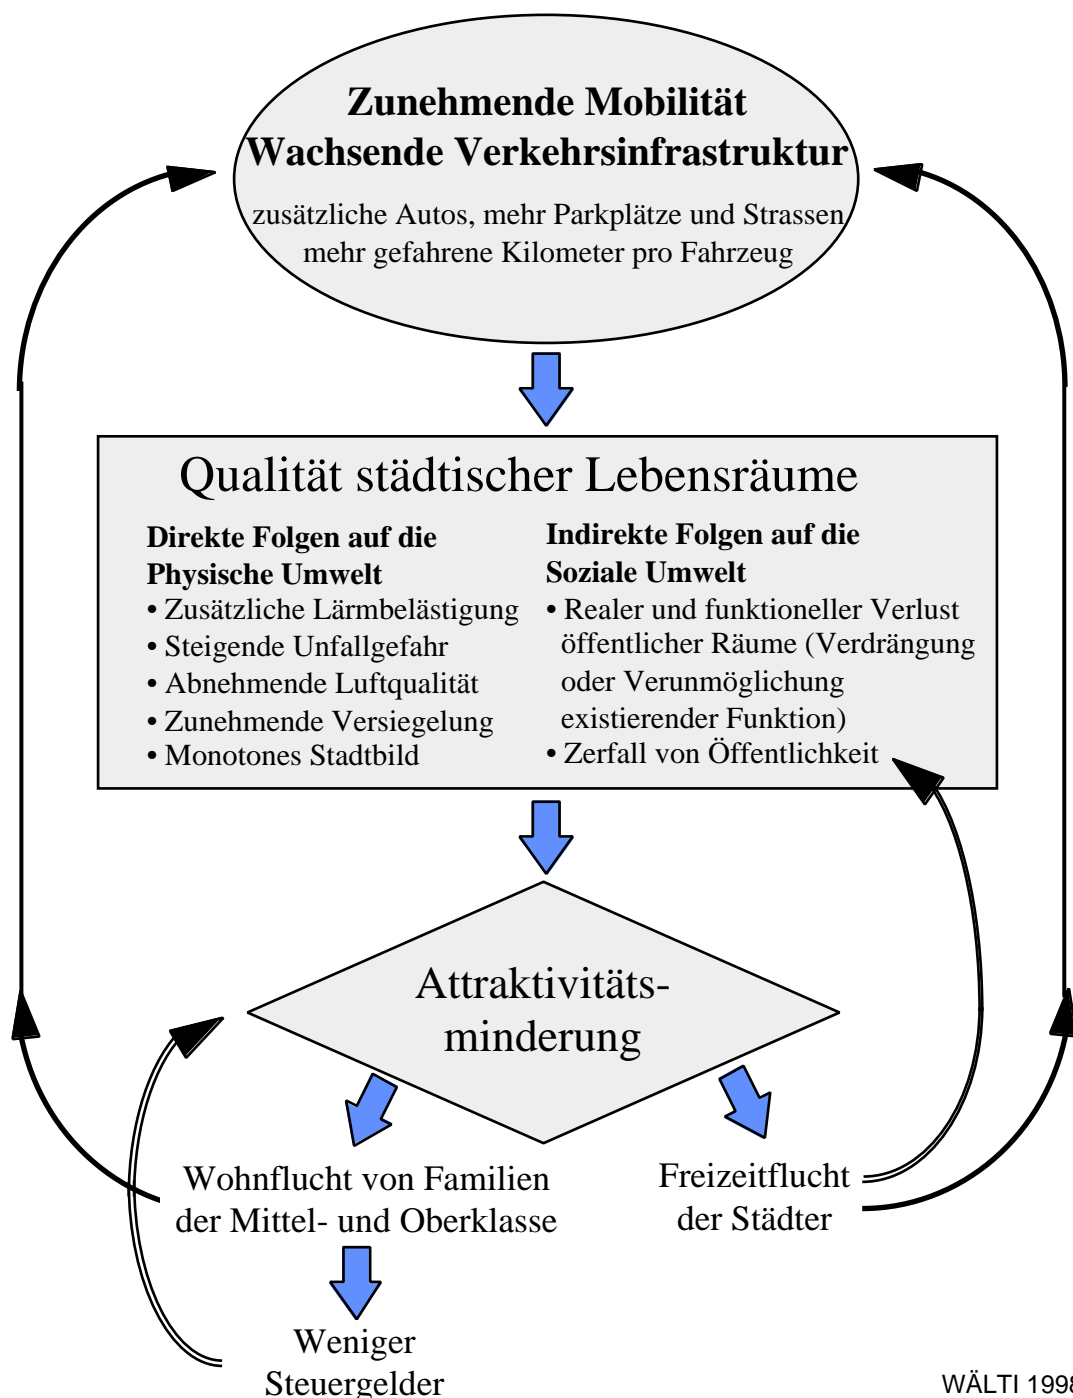 Zunehmende Mobilität
Wachsende Verkehrsinfrastruktur
zusätzliche Autos, mehr Parkplätze und Strassen
mehr gefahrene Kilometer pro Fahrzeug
Qualität städtischer Lebensräume
Direkte Folgen auf die
Physische Umwelt
• Zusätzliche Lärmbelästigung
• Steigende Unfallgefahr
• Abnehmende Luftqualität
• Zunehmende Versiegelung
• Monotones Stadtbild
Indirekte Folgen auf die
Soziale Umwelt
• Realer und funktioneller Verlust
öffentlicher Räume (Verdrängung
oder Verunmöglichung
existierender Funktion)
• Zerfall von Öffentlichkeit
Attraktivitäts-
minderung
Wohnflucht von Familien
der Mittel- und Oberklasse
Freizeitflucht
der Städter
Weniger
Steuergelder
WÄLTI 1998